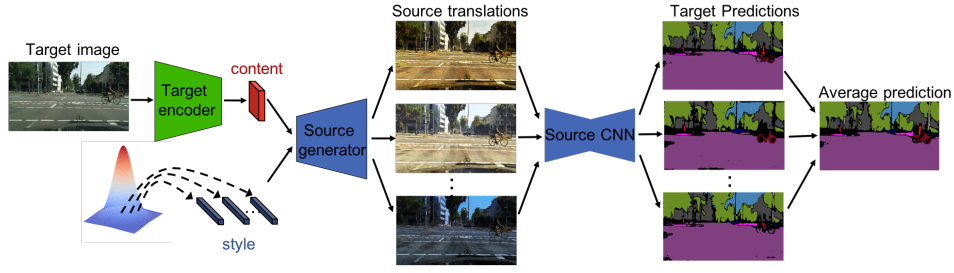 Target image
Target
encoder
content
style
Source
generator
Source translations
Source CNN
Target Predictions
Average prediction